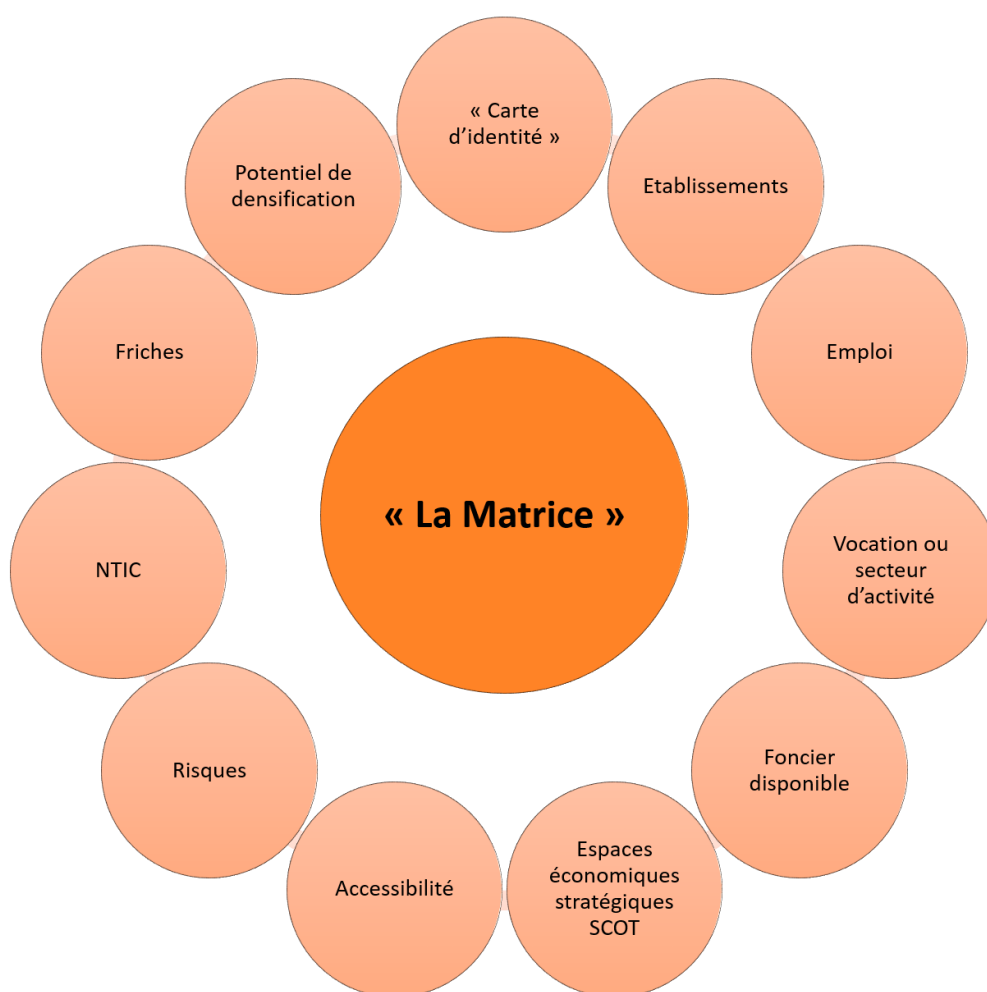 « Carte
d’identité »
Etablissements
Emploi
Vocation ou
secteur
d’activité
Foncier
disponible
Espaces
économiques
stratégiques
SCOT
Accessibilité
Risques
NTIC
Friches
Potentiel de
densification
« La Matrice »